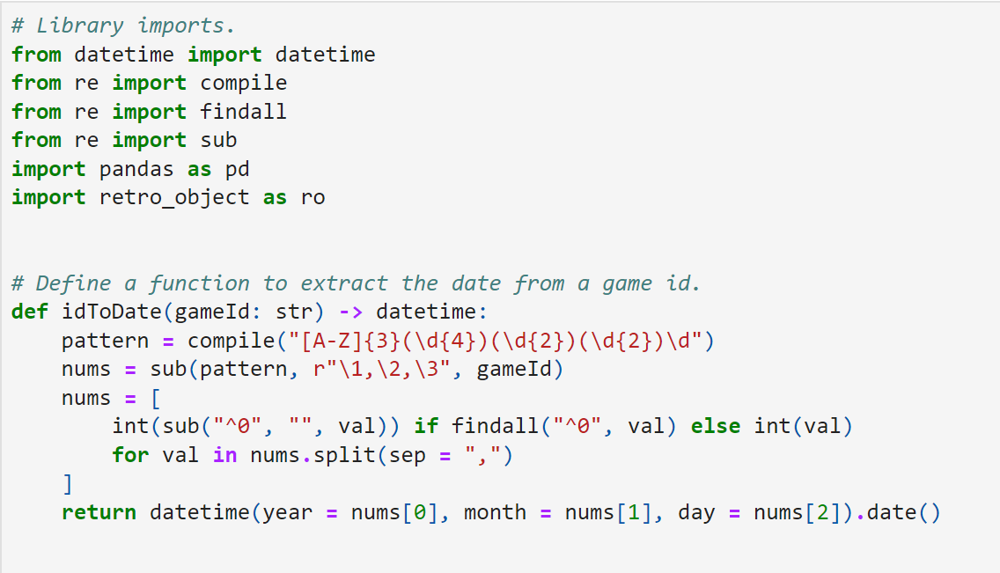 # Library imports.
from datetime import datetime
from re import compile
from re import findall
from re import sub
import pandas as pd
import retro_object as ro
# Define a function to extract the date from a game id.
def idToDate(gameId: str) -> datetime:
    pattern = compile("[A-Z]{3}(\d{4})(\d{2})(\d{2})\d")
    nums = sub(pattern, r"\1,\2,\3", gameId)
    nums = [
        int(sub("^0", "", val)) if findall("^0", val) else int(val)
        for val in nums.split(sep = ",")
    ]
    return datetime(year = nums[0], month = nums[1], day = nums[2]).date()